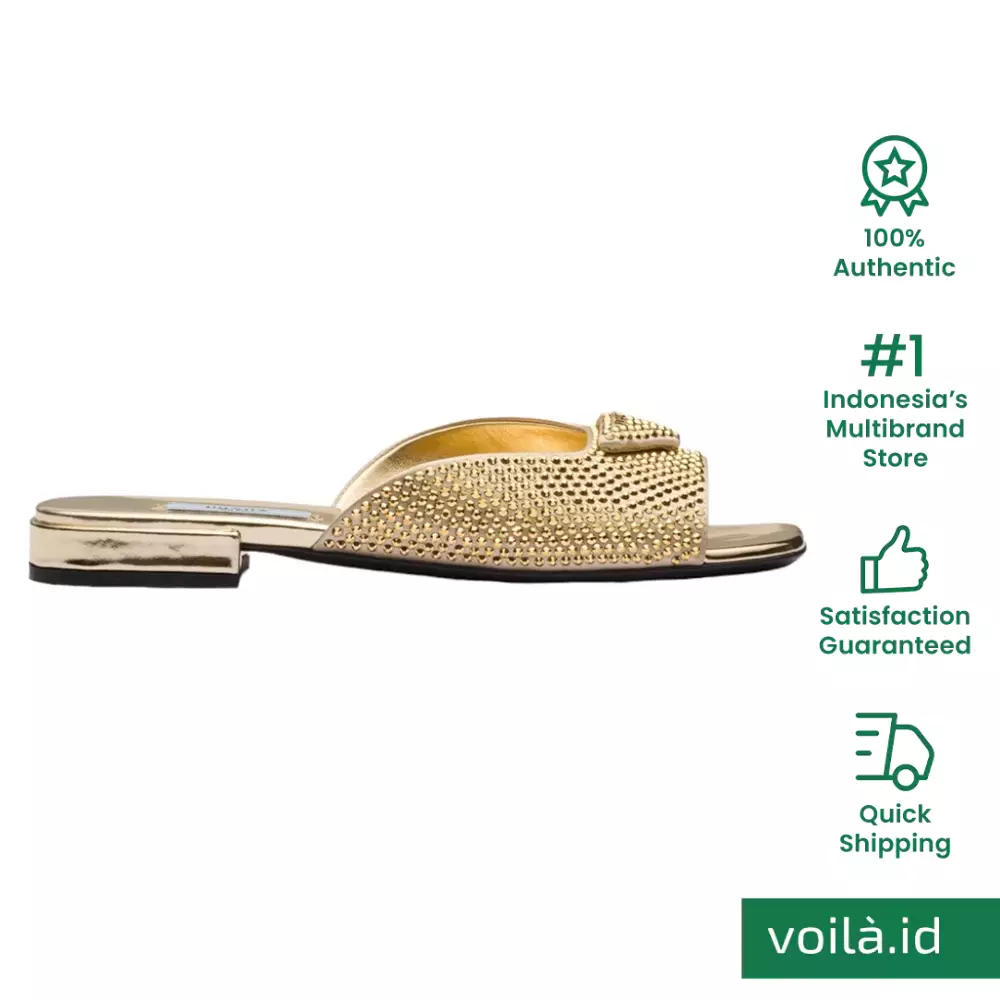 100%
Authentic
#1
Indonesia's
Multibrand
Store
Satisfaction
Guaranteed
Quick
Shipping
voilà.id